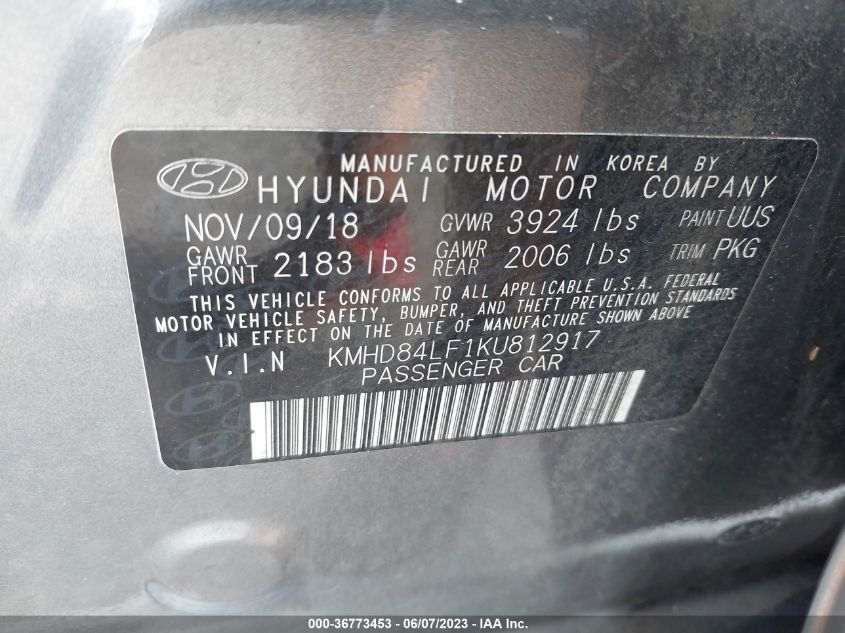 MANUFACTURED IN KOREA BY
HYUNDAI MOTOR COMPANY
NOV/09/18 GVWR 3924 lbs PAINT UUS
GAWR FRONT 2183 lbs GAWR REAR 2006 lbs TRIM PKG
THIS VEHICLE CONFORMS TO ALL APPLICABLE U.S.A. FEDERAL
MOTOR VEHICLE SAFETY, BUMPER, AND THEFT PREVENTION STANDARDS
IN EFFECT ON THE DATE OF MANUFACTURE SHOWN ABOVE
V.I.N KMHD84LF1KU812917
PASSENGER CAR
000-36773453 - 06/07/2023 - IAA Inc.